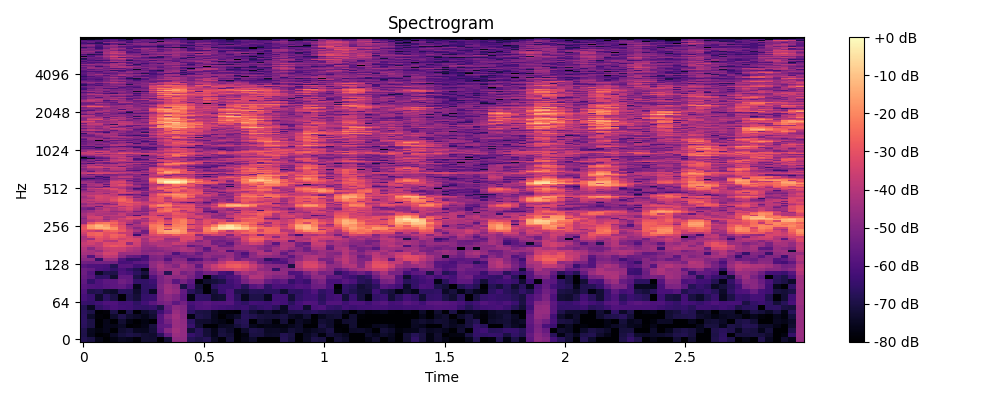 Spectrogram
Hz
4096
2048
1024
512
256
128
64
0
0
0.5
1
1.5
2
2.5
Time
+0 dB
-10 dB
-20 dB
-30 dB
-40 dB
-50 dB
-60 dB
-70 dB
-80 dB